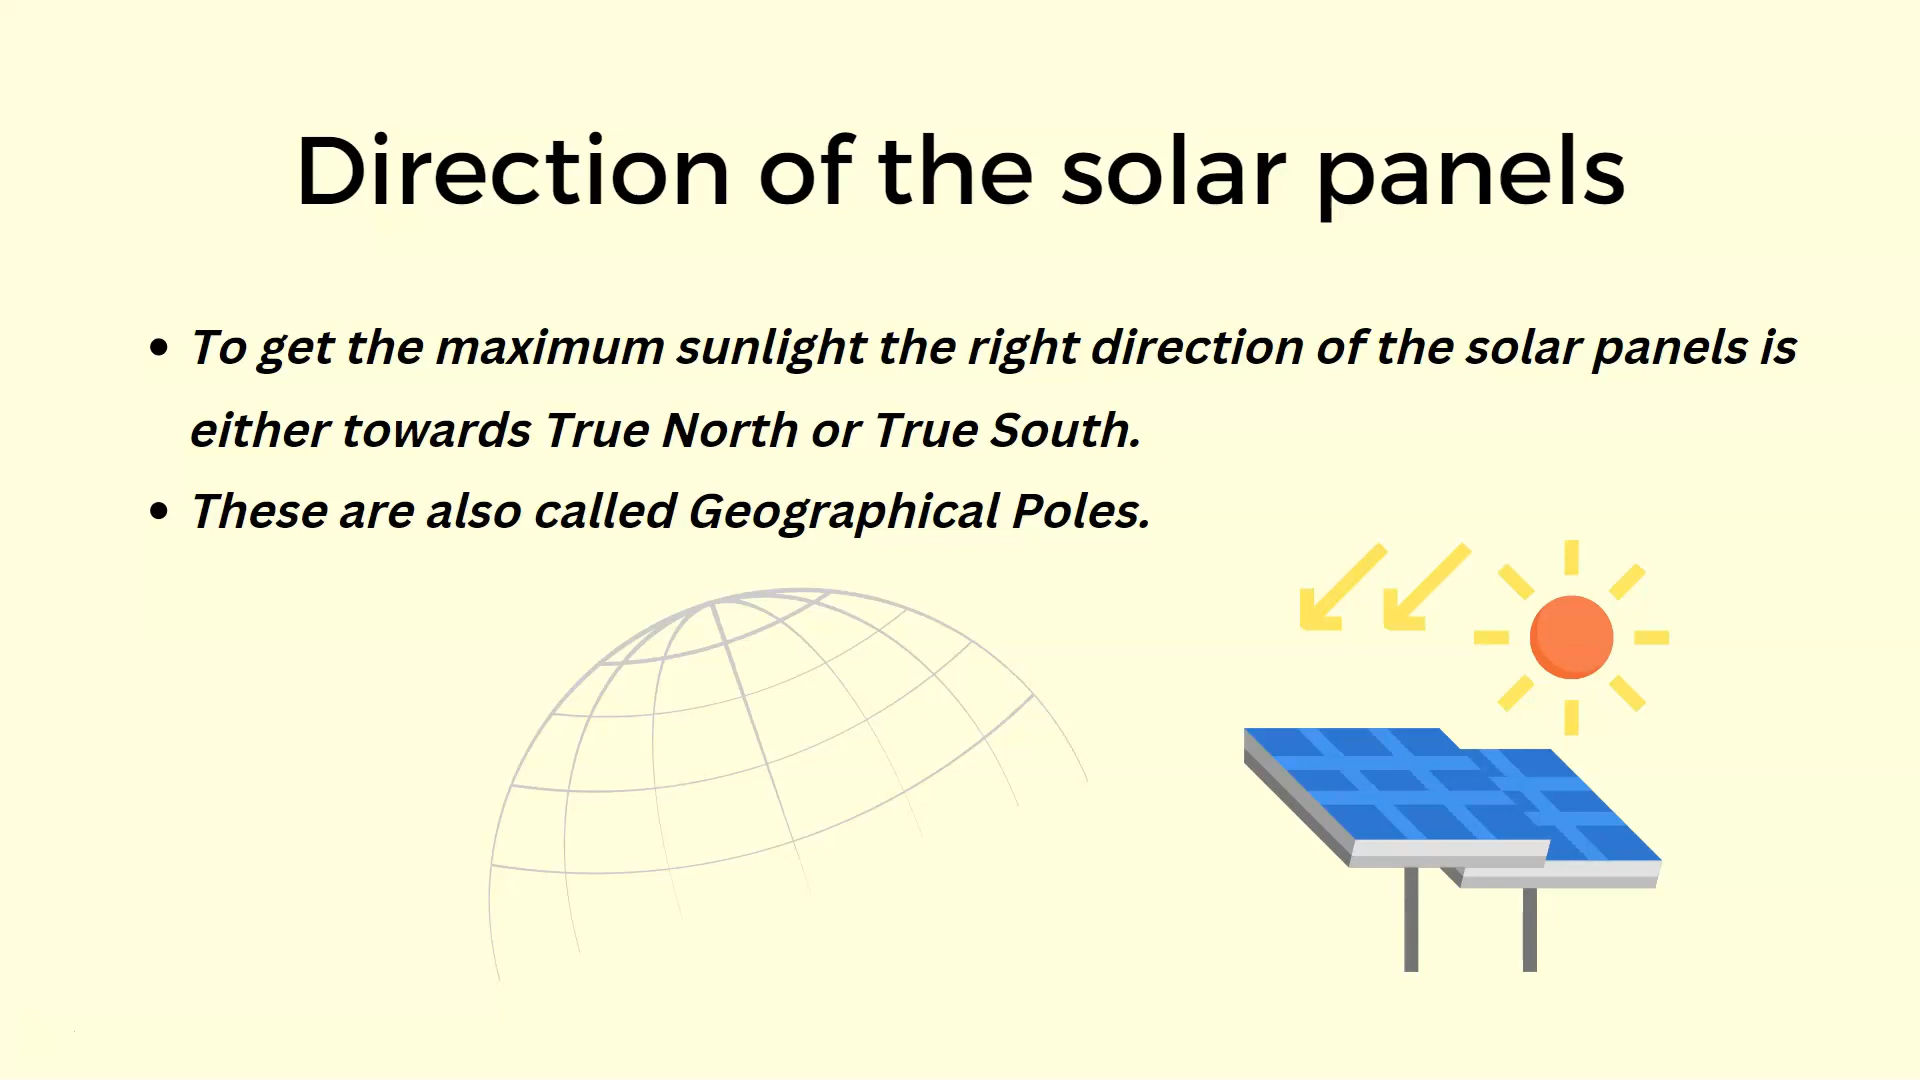 Direction of the solar panels
• To get the maximum sunlight the right direction of the solar panels is
either towards True North or True South.
• These are also called Geographical Poles.